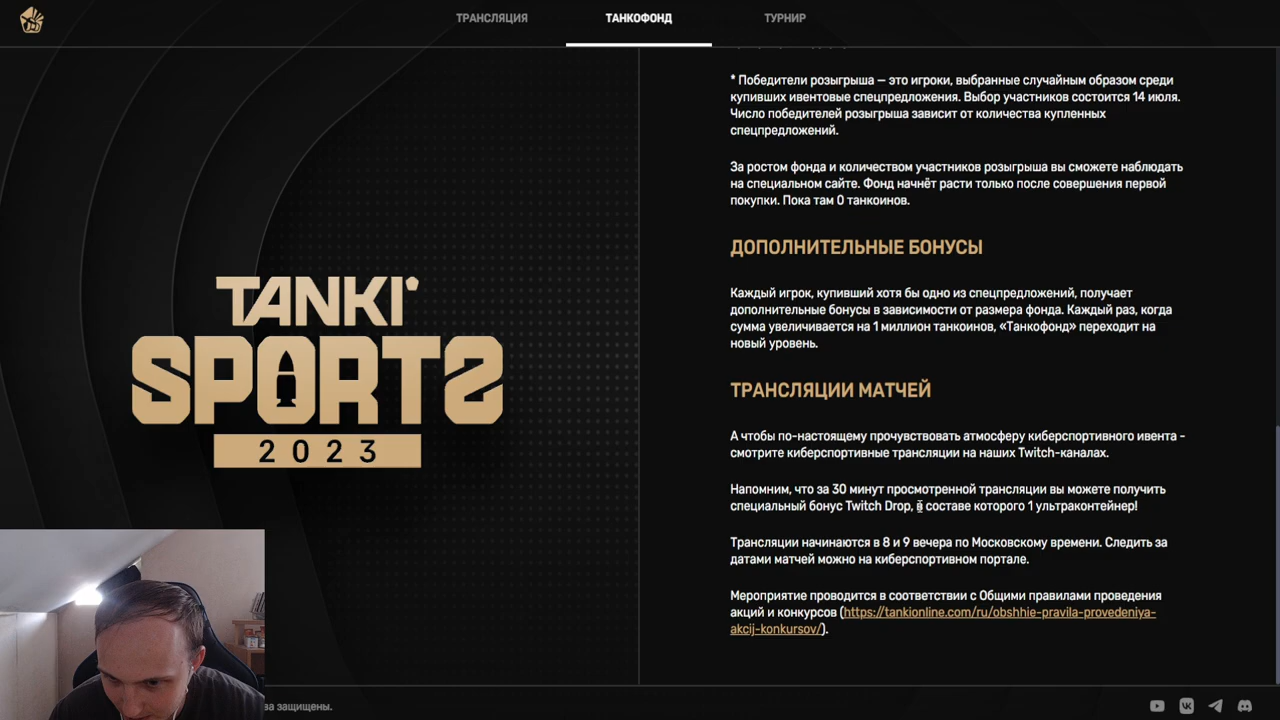 ТРАНСЛЯЦИЯ
ТАНКОФОНД
ТУРНИР
TANKI
SPORTS
2023
* Победители розыгрыша — это игроки, выбранные случайным образом среди
купивших ивентовые спецпредложения. Выбор участников состоится 14 июля.
Число победителей розыгрыша зависит от количества купленных
спецпредложений.
За ростом фонда и количеством участников розыгрыша вы сможете наблюдать
на специальном сайте. Фонд начнёт расти только после совершения первой
покупки. Пока там 0 танкоинов.
ДОПОЛНИТЕЛЬНЫЕ БОНУСЫ
Каждый игрок, купивший хотя бы одно из спецпредложений, получает
дополнительные бонусы в зависимости от размера фонда. Каждый раз, когда
сумма увеличивается на 1 миллион танкоинов, «Танкофонд» переходит на
новый уровень.
ТРАНСЛЯЦИИ МАТЧЕЙ
А чтобы по-настоящему прочувствовать атмосферу киберспортивного ивента -
смотрите киберспортивные трансляции на наших Twitch-каналах.
Напомним, что за 30 минут просмотренной трансляции вы можете получить
специальный бонус Twitch Drop, в составе которого 1 ультраконтейнер!
Трансляции начинаются в 8 и 9 вечера по Московскому времени. Следить за
датами матчей можно на киберспортивном портале.
Мероприятие проводится в соответствии с Общими правилами проведения
акций и конкурсов (https://tankionline.com/ru/obshhie-pravila-provedeniya-
akcij-konkursov/).
ва защищены.